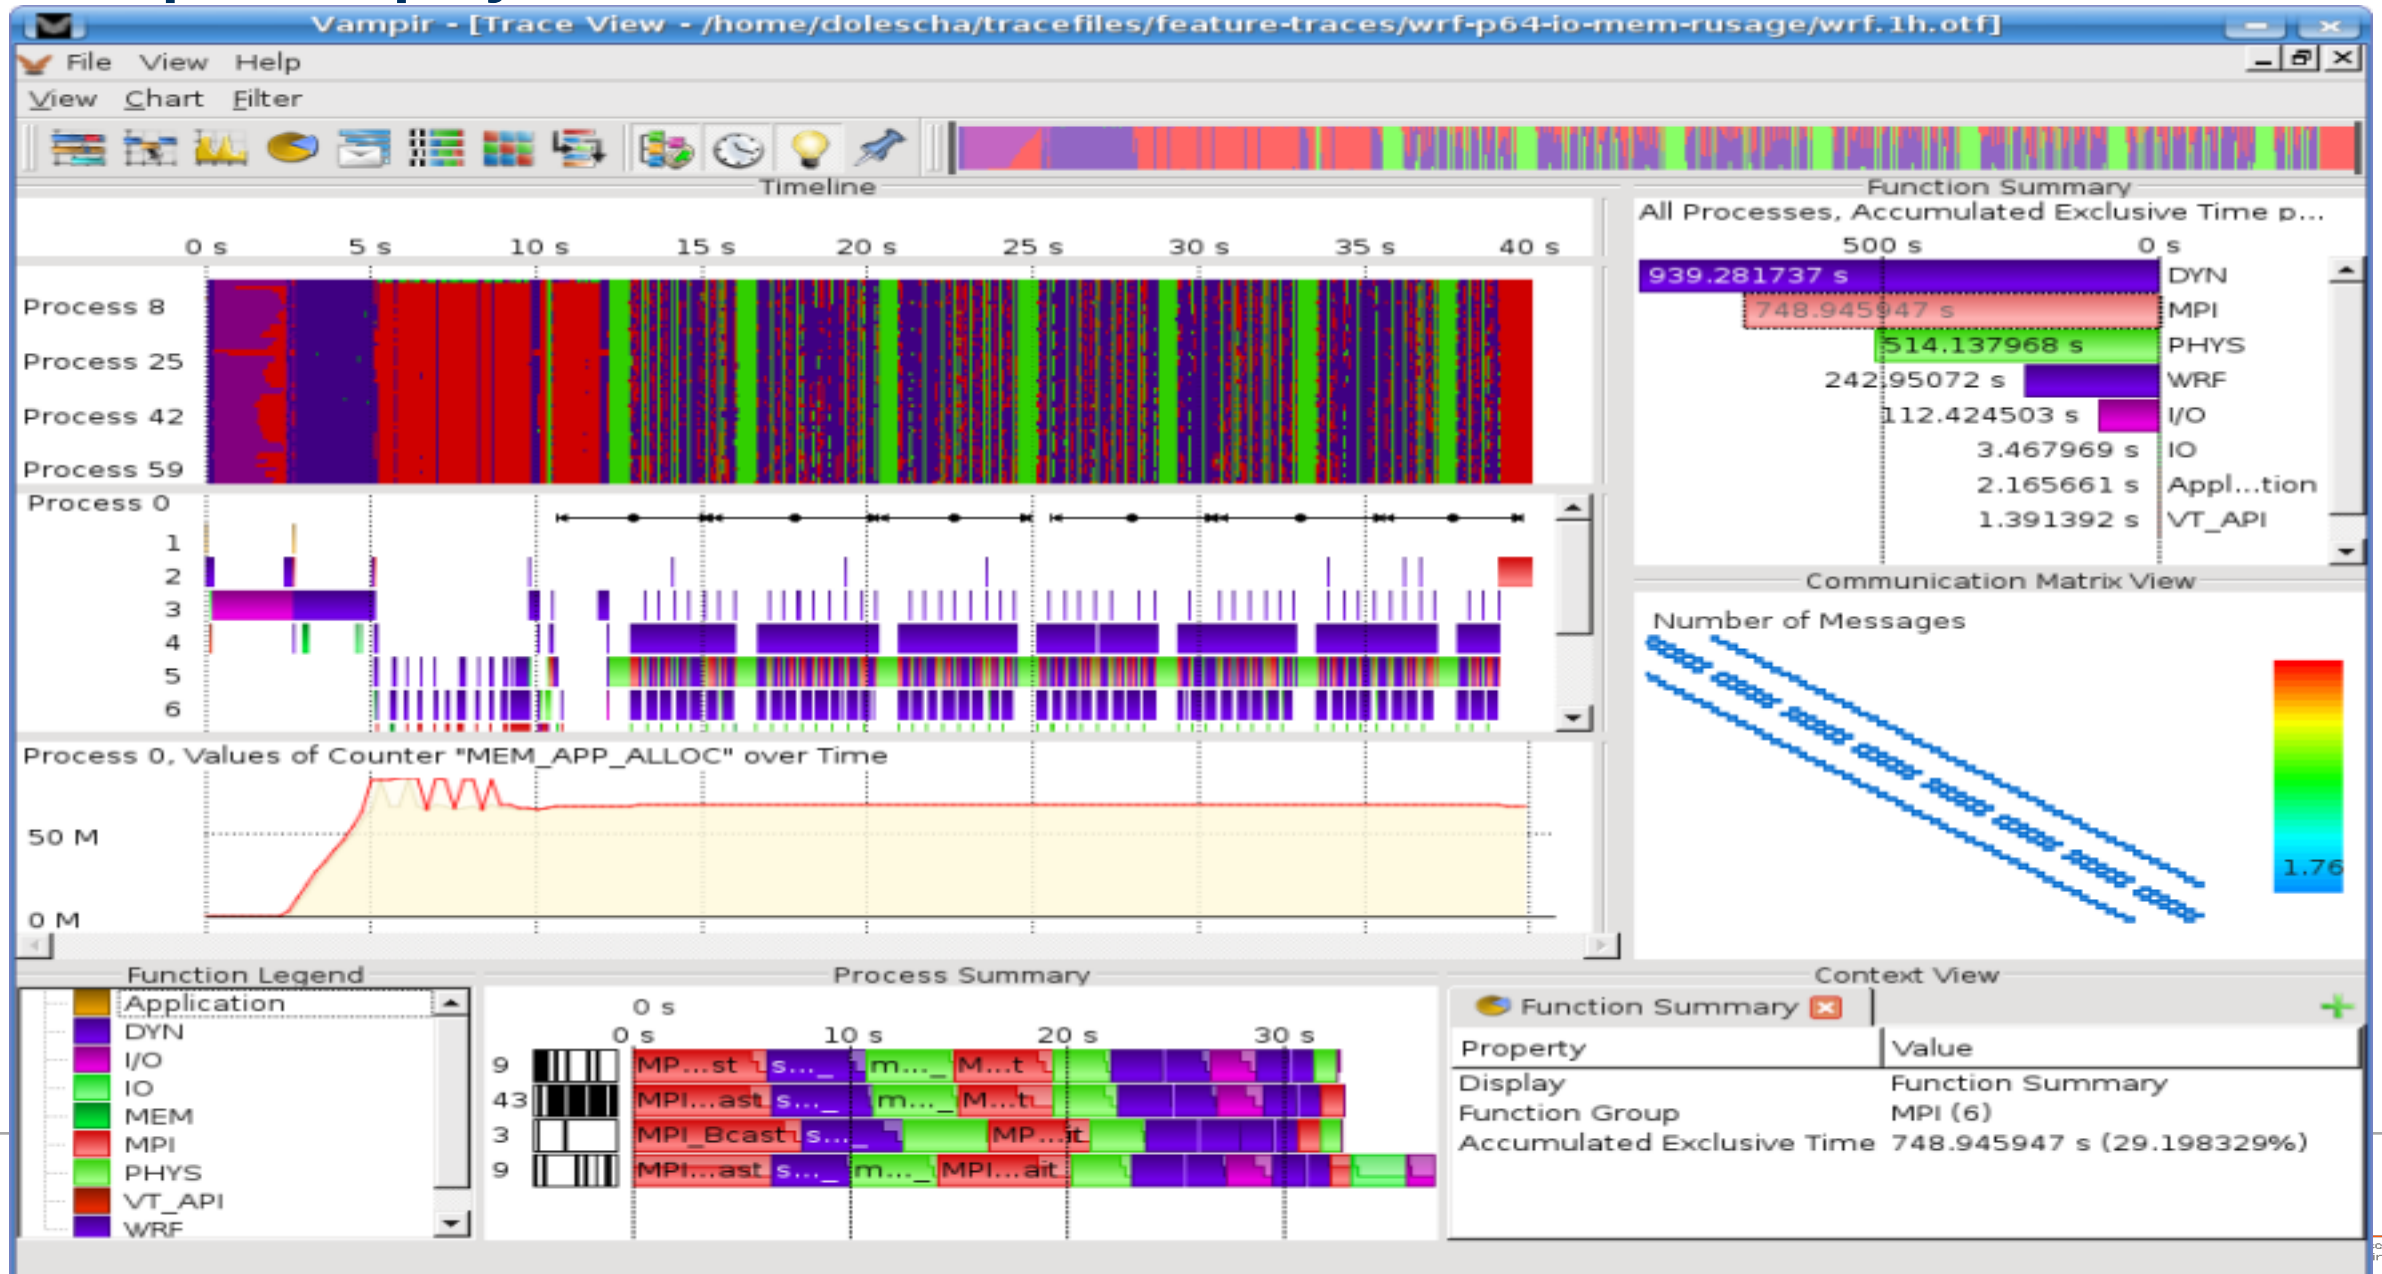 Vampir - [Trace View - /home/dolescha/tracefiles/feature-traces/wrf-p64-io-mem-rusage/wrf.1h.otf]
File View Help
View Chart Filter
Timeline
0 s 5 s 10 s 15 s 20 s 25 s 30 s 35 s 40 s
Process 8
Process 25
Process 42
Process 59
Process 0
1
2
3
4
5
6
Process 0, Values of Counter "MEM_APP_ALLOC" over Time
50 M
0 M
Function Summary
All Processes, Accumulated Exclusive Time p...
500 s 0 s
939.281737 s DYN
748.945947 s MPI
514.137968 s PHYS
242.95072 s WRF
112.424503 s I/O
3.467969 s IO
2.165661 s Appl...tion
1.391392 s VT_API
Communication Matrix View
Number of Messages
1.76
Function Legend
Application
DYN
I/O
IO
MEM
MPI
PHYS
VT_API
WRF
Process Summary
0 s
0 s 10 s 20 s 30 s
9 MP...st s..._ m..._ M...t
43 MPI...ast s..._ m..._ M...t
3 MPI_Bcast s..._ MP...it
9 MPI...ast s..._ m..._ MPI...ait
Context View
Function Summary
Property Value
Display Function Summary
Function Group MPI (6)
Accumulated Exclusive Time 748.945947 s (29.198329%)